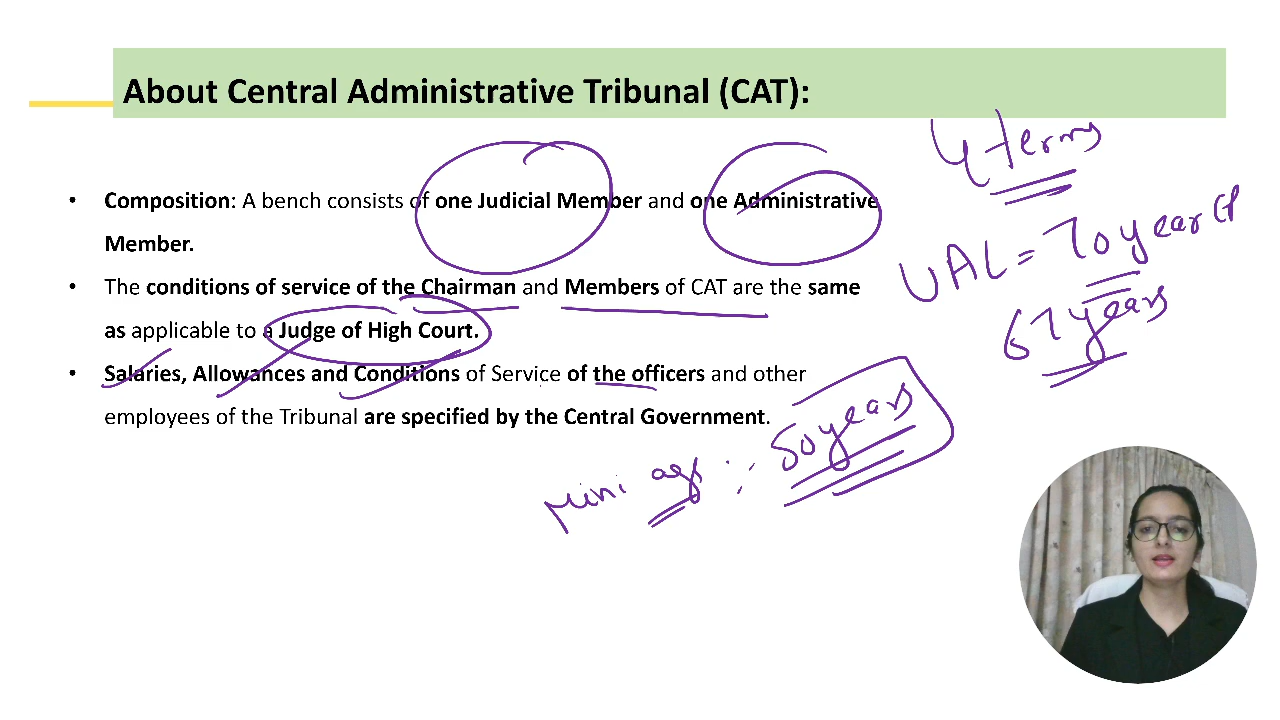 About Central Administrative Tribunal (CAT):
• Composition: A bench consists of one Judicial Member and one Administrative
Member.
• The conditions of service of the Chairman and Members of CAT are the same
as applicable to a Judge of High Court.
• Salaries, Allowances and Conditions of Service of the officers and other
employees of the Tribunal are specified by the Central Government.
4 terms
UAL = 70 year
67 years
Mini age :- 50 years